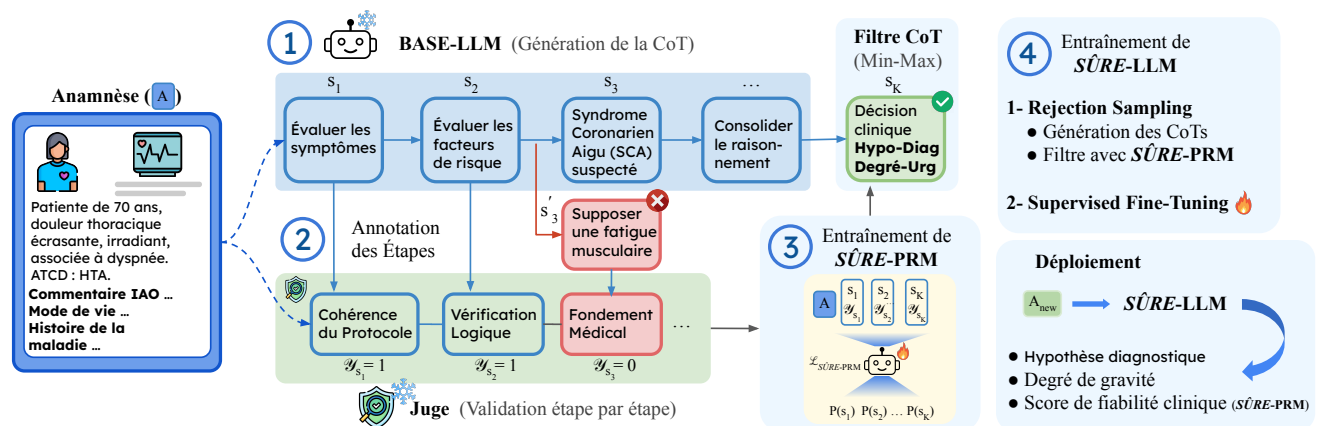 Anamnèse (A)
Patiente de 70 ans,
douleur thoracique
écrasante, irradiant,
associée à dyspnée.
ATCD : HTA.
Commentaire IAO ...
Mode de vie ...
Histoire de la
maladie ...
1
BASE-LLM (Génération de la CoT)
s1
s2
s3
...
Évaluer les
symptômes
Évaluer les
facteurs
de risque
Syndrome
Coronarien
Aigu (SCA)
suspecté
Consolider
le raison-
nement
Filtre CoT
(Min-Max)
sK
Décision
clinique
Hypo-Diag
Degré-Urg
2
Annotation
des Étapes
s'3
Supposer
une fatigue
musculaire
Cohérence
du Protocole
Vérification
Logique
Fondement
Médical
...
𝒴s1 = 1
𝒴s2 = 1
𝒴s3 = 0
Juge (Validation étape par étape)
3
Entraînement de
SÛRE-PRM
A
s1 s2 ... sK
𝒴s1 𝒴s2 𝒴sK
ℒSÛRE-PRM
P(s1) P(s2) ... P(sK)
4
Entraînement de
SÛRE-LLM
1- Rejection Sampling
● Génération des CoTs
● Filtre avec SÛRE-PRM
2- Supervised Fine-Tuning
Déploiement
Anew
SÛRE-LLM
● Hypothèse diagnostique
● Degré de gravité
● Score de fiabilité clinique (SÛRE-PRM)